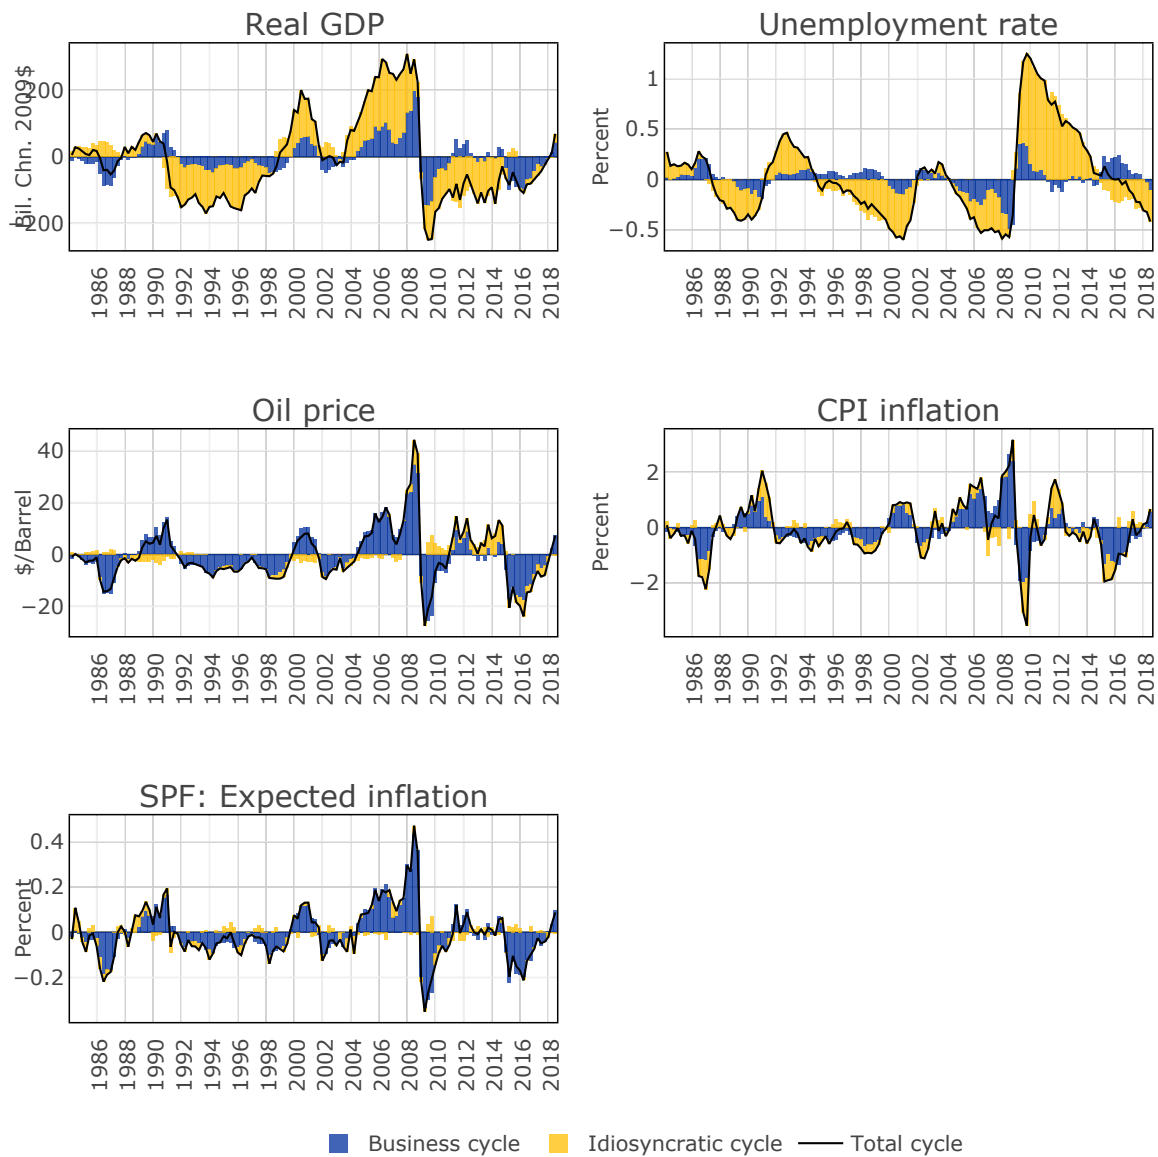 Real GDP
Unemployment rate
Bil. Chn. 2009$
200
0
−200
Percent
1
0.5
0
−0.5
1986 1988 1990 1992 1994 1996 1998 2000 2002 2004 2006 2008 2010 2012 2014 2016 2018
1986 1988 1990 1992 1994 1996 1998 2000 2002 2004 2006 2008 2010 2012 2014 2016 2018
Oil price
CPI inflation
$/Barrel
40
20
0
−20
Percent
2
0
−2
1986 1988 1990 1992 1994 1996 1998 2000 2002 2004 2006 2008 2010 2012 2014 2016 2018
1986 1988 1990 1992 1994 1996 1998 2000 2002 2004 2006 2008 2010 2012 2014 2016 2018
SPF: Expected inflation
Percent
0.4
0.2
0
−0.2
1986 1988 1990 1992 1994 1996 1998 2000 2002 2004 2006 2008 2010 2012 2014 2016 2018
Business cycle Idiosyncratic cycle Total cycle